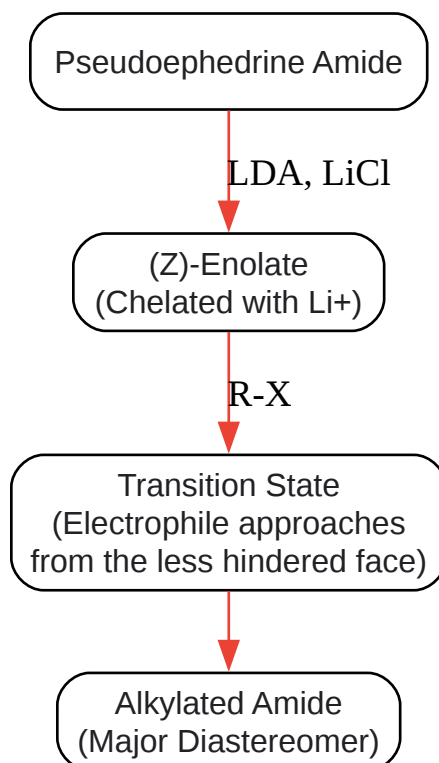 Pseudoephedrine Amide
LDA, LiCl
(Z)-Enolate
(Chelated with Li+)
R-X
Transition State
(Electrophile approaches
from the less hindered face)
Alkylated Amide
(Major Diastereomer)